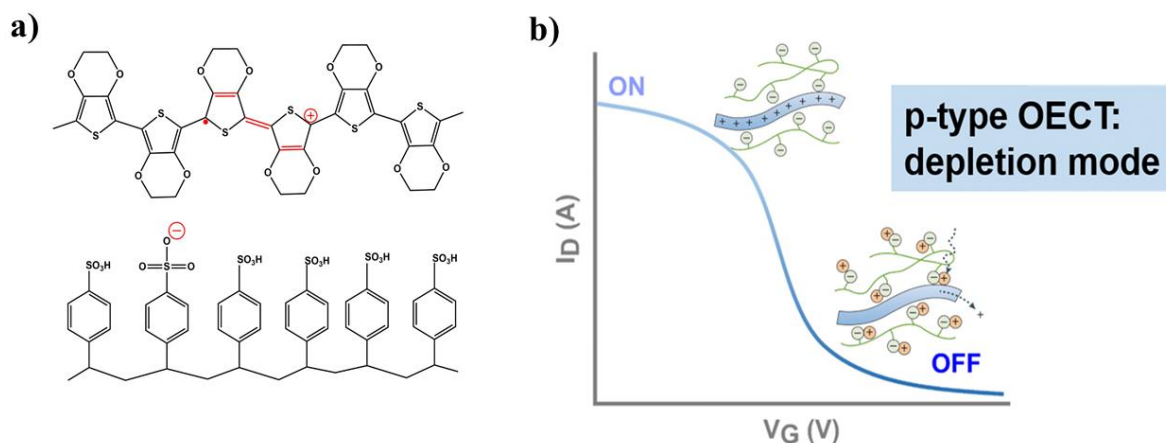 a)
O O O O O O
S S S
S S S
O O O O O O
⊖
O
SO₃H O=S=O SO₃H SO₃H SO₃H SO₃H
b)
ON
p-type OECT:
depletion mode
OFF
I_D (A)
V_G (V)